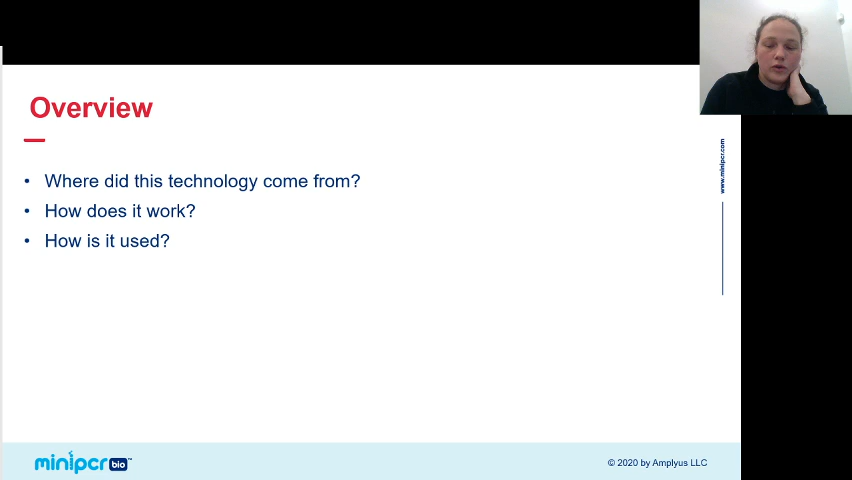 Overview
• Where did this technology come from?
• How does it work?
• How is it used?
www.minipcr.com
minipcr bio™
© 2020 by Amplyus LLC